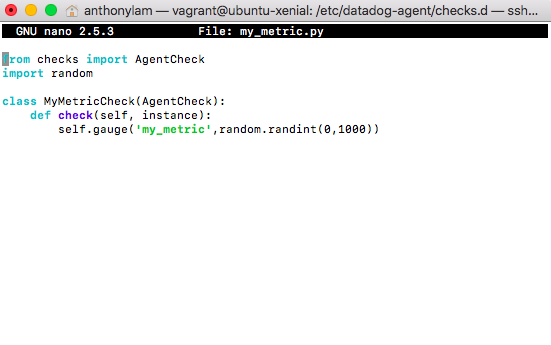 anthonylam — vagrant@ubuntu-xenial: /etc/datadog-agent/checks.d — ssh...
GNU nano 2.5.3 File: my_metric.py
from checks import AgentCheck
import random
class MyMetricCheck(AgentCheck):
def check(self, instance):
self.gauge('my_metric',random.randint(0,1000))